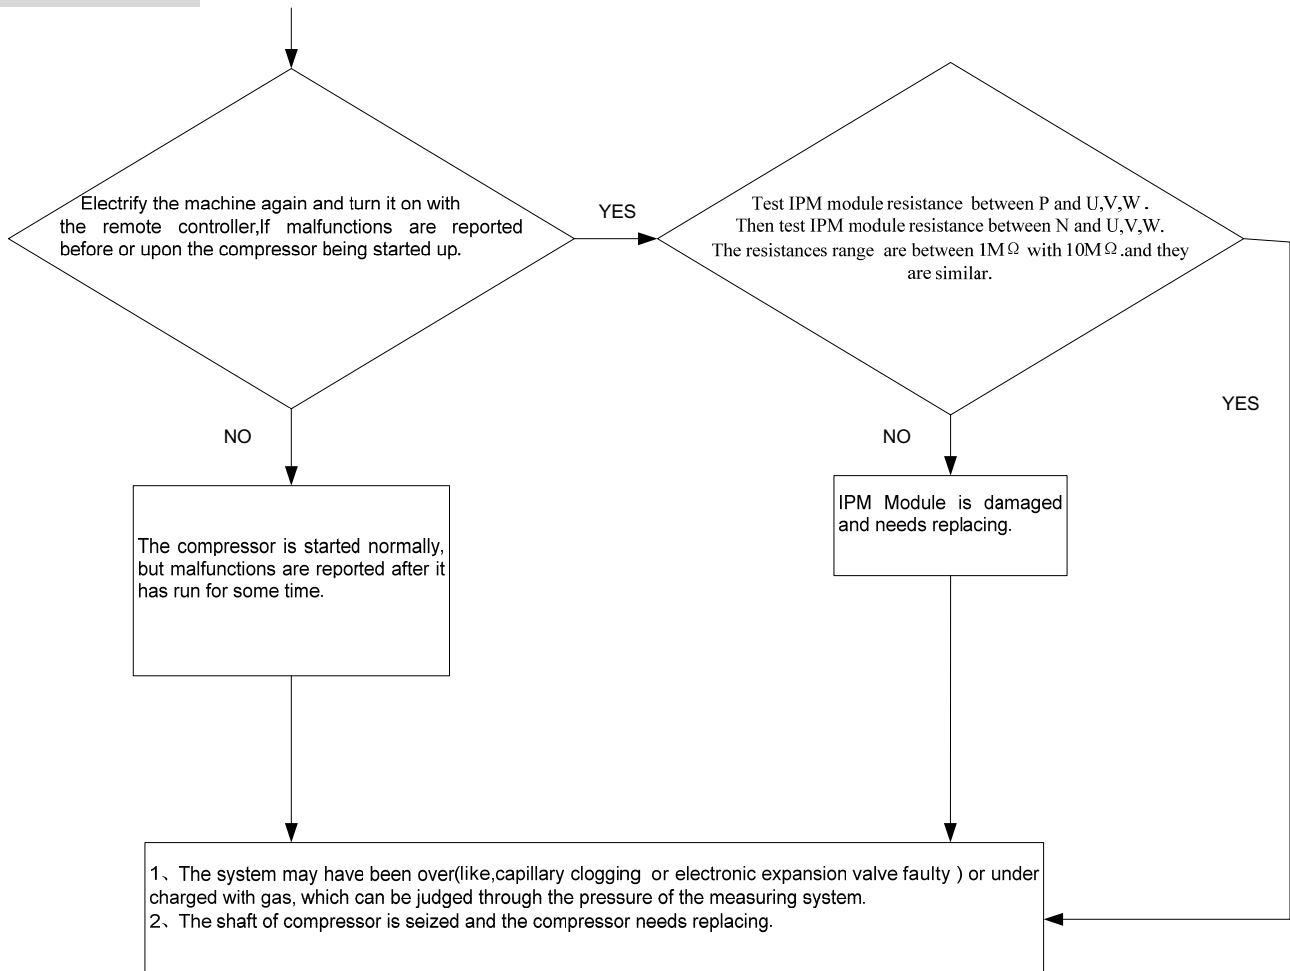 Electrify the machine again and turn it on with
the remote controller,If malfunctions are reported
before or upon the compressor being started up.
YES
Test IPM module resistance between P and U,V,W .
Then test IPM module resistance between N and U,V,W.
The resistances range are between 1MΩ with 10MΩ.and they
are similar.
YES
NO
NO
The compressor is started normally,
but malfunctions are reported after it
has run for some time.
IPM Module is damaged
and needs replacing.
1、The system may have been over(like,capillary clogging or electronic expansion valve faulty ) or under
charged with gas, which can be judged through the pressure of the measuring system.
2、The shaft of compressor is seized and the compressor needs replacing.